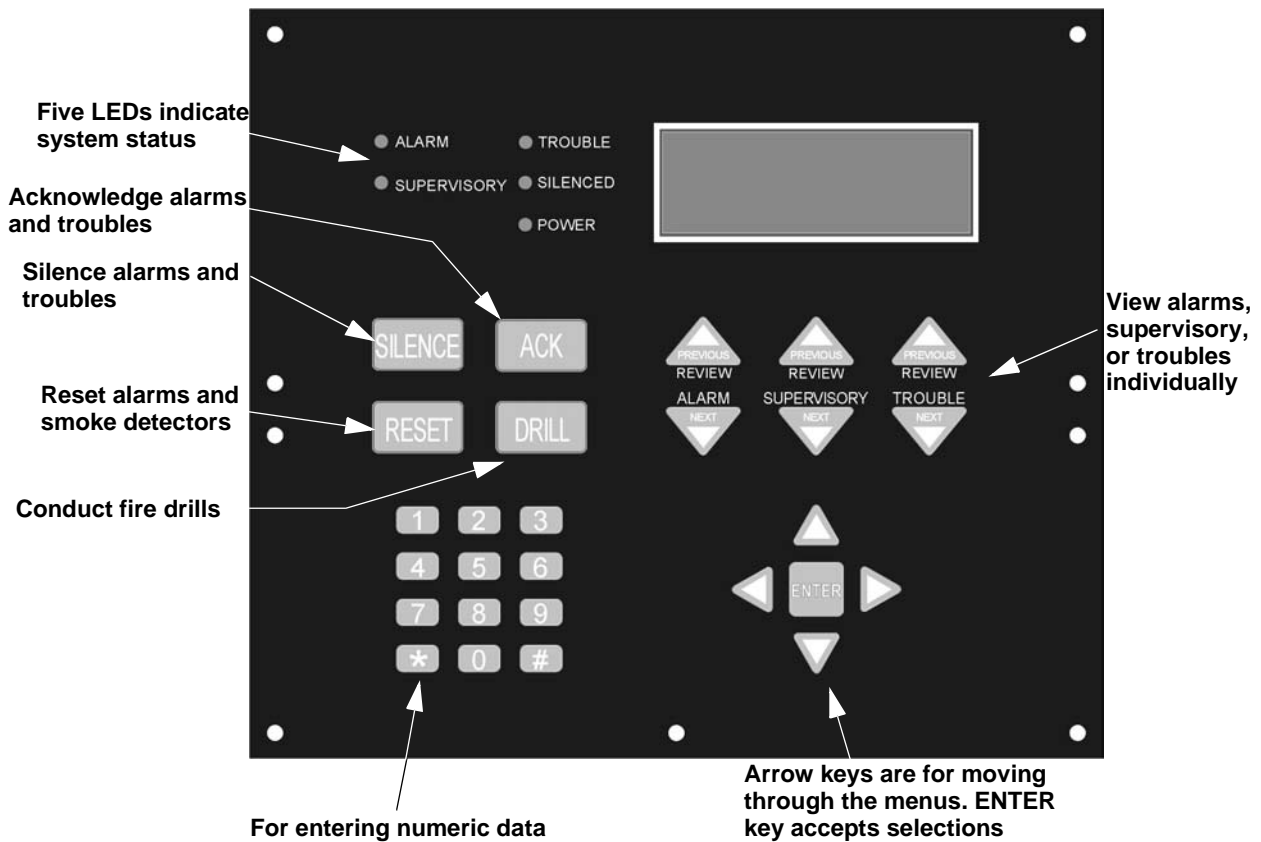 Five LEDs indicate
system status
Acknowledge alarms
and troubles
Silence alarms and
troubles
Reset alarms and
smoke detectors
Conduct fire drills
ALARM
TROUBLE
SUPERVISORY
SILENCED
POWER
SILENCE
ACK
RESET
DRILL
PREVIOUS
REVIEW
ALARM
NEXT
PREVIOUS
REVIEW
SUPERVISORY
NEXT
PREVIOUS
REVIEW
TROUBLE
NEXT
View alarms,
supervisory,
or troubles
individually
1 2 3
4 5 6
7 8 9
* 0 #
ENTER
For entering numeric data
Arrow keys are for moving
through the menus. ENTER
key accepts selections